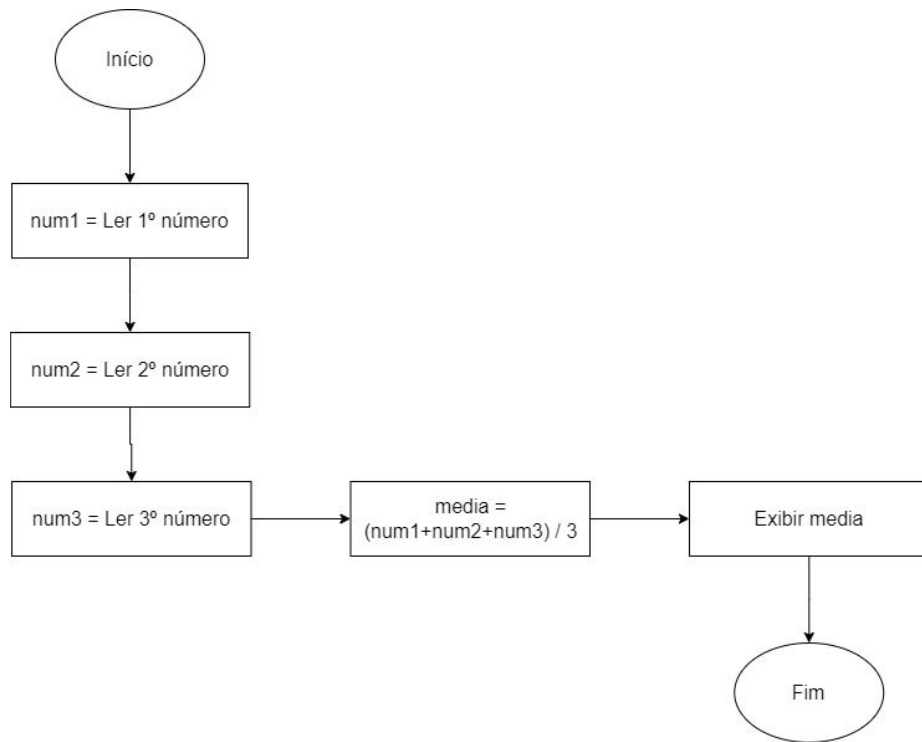 Início
num1 = Ler 1º número
num2 = Ler 2º número
num3 = Ler 3º número
media =
(num1+num2+num3) / 3
Exibir media
Fim